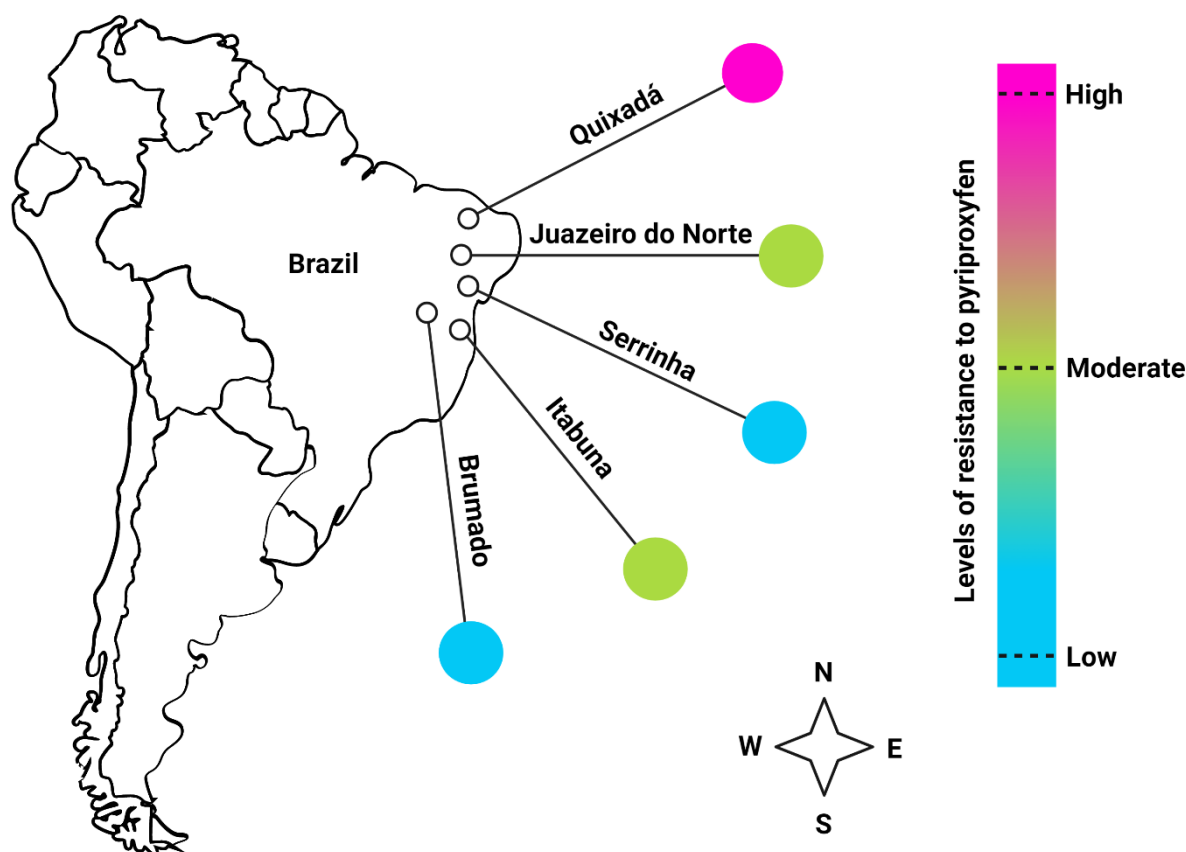 Quixadá
Juazeiro do Norte
Brazil
Serrinha
Itabuna
Brumado
Levels of resistance to pyriproxyfen
High
Moderate
Low
N
W
E
S